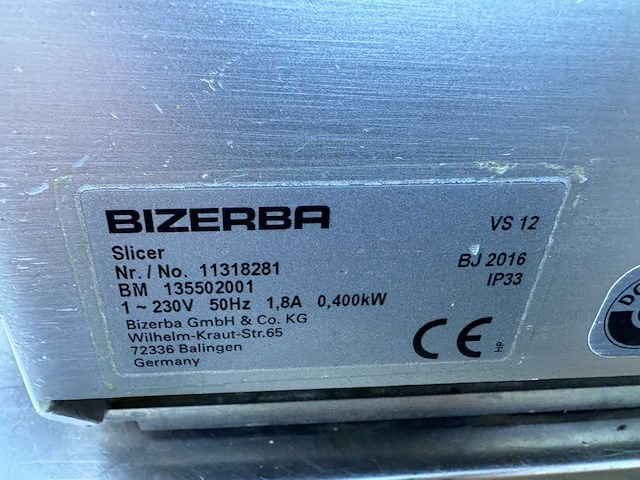 BIZERBA
VS 12
Slicer
BJ 2016
Nr. / No. 11318281
IP33
BM 135502001
1 ~ 230V 50Hz 1,8A 0,400kW
Bizerba GmbH & Co. KG
Wilhelm-Kraut-Str.65
72336 Balingen
Germany
CE
HP